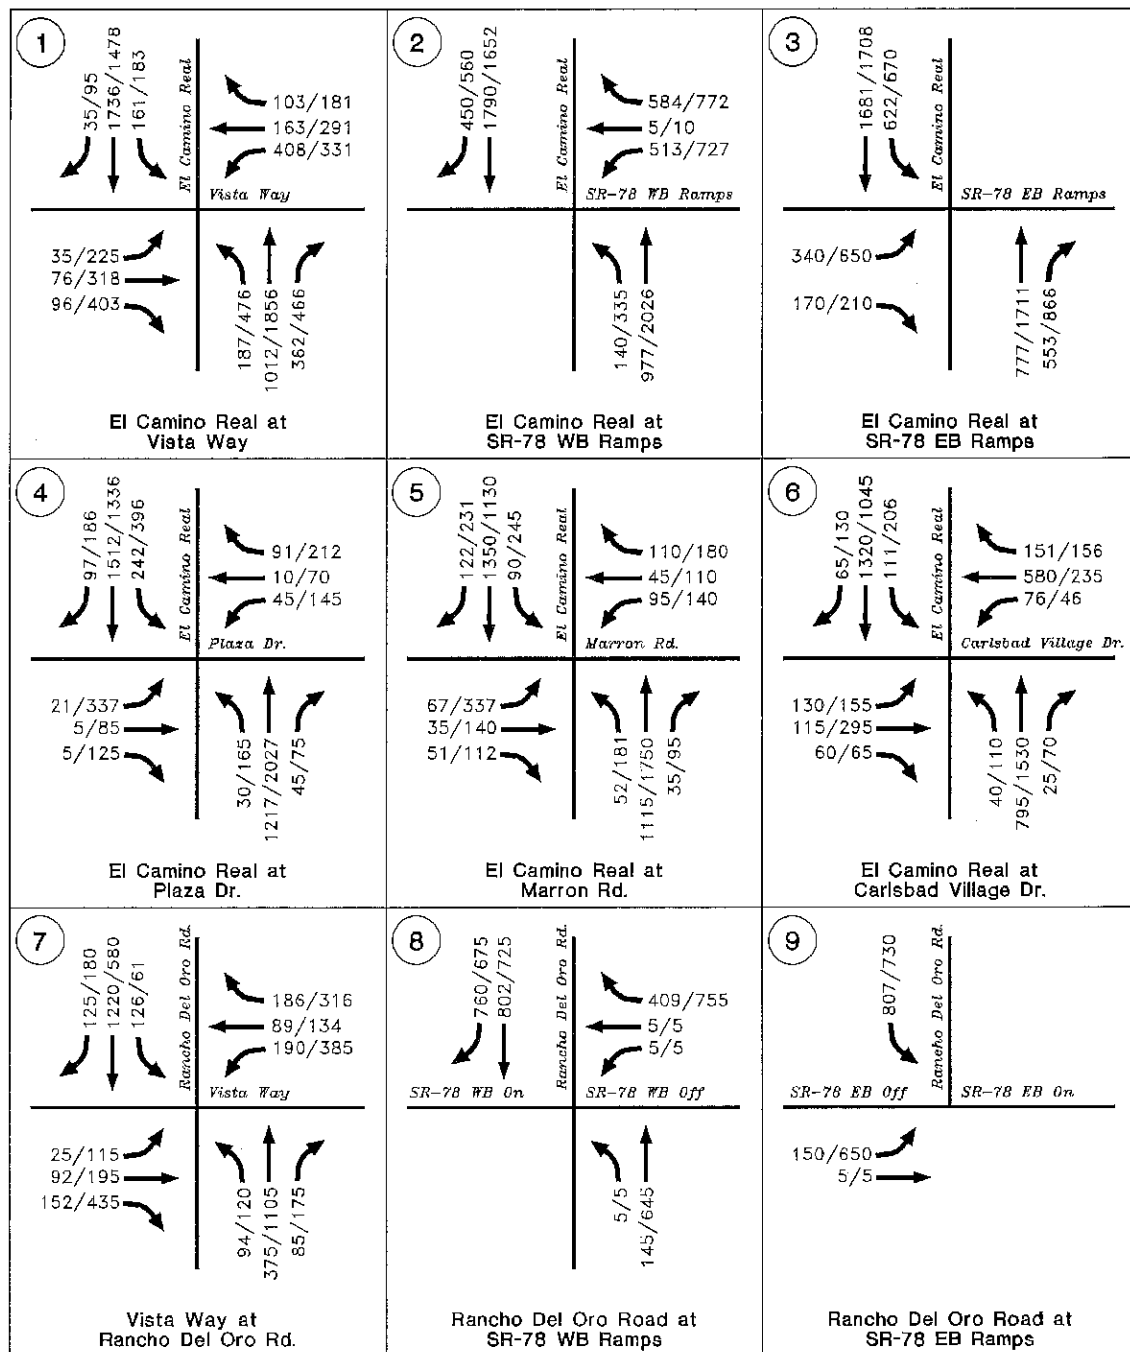 1
35/95
1736/1478
161/183
El Camino Real
103/181
163/291
408/331
Vista Way
35/225
76/318
96/403
187/476
1012/1856
362/466
El Camino Real at
Vista Way
2
450/560
1790/1652
El Camino Real
584/772
5/10
513/727
SR-78 WB Ramps
140/335
977/2026
El Camino Real at
SR-78 WB Ramps
3
1681/1708
622/670
El Camino Real
SR-78 EB Ramps
340/650
170/210
777/1711
553/866
El Camino Real at
SR-78 EB Ramps
4
97/186
1512/1336
242/396
El Camino Real
91/212
10/70
45/145
Plaza Dr.
21/337
5/85
5/125
30/165
1217/2027
45/75
El Camino Real at
Plaza Dr.
5
122/231
1350/1130
90/245
El Camino Real
110/180
45/110
95/140
Marron Rd.
67/337
35/140
51/112
52/181
1115/1750
35/95
El Camino Real at
Marron Rd.
6
65/130
1320/1045
111/206
El Camino Real
151/156
580/235
76/46
Carlsbad Village Dr.
130/155
115/295
60/65
40/110
795/1530
25/70
El Camino Real at
Carlsbad Village Dr.
7
125/180
1220/580
126/61
Rancho Del Oro Rd.
186/316
89/134
190/385
Vista Way
25/115
92/195
152/435
94/120
375/1105
85/175
Vista Way at
Rancho Del Oro Rd.
8
760/675
802/725
Rancho Del Oro Rd.
409/755
5/5
5/5
SR-78 WB On
SR-78 WB Off
5/5
145/645
Rancho Del Oro Road at
SR-78 WB Ramps
9
807/730
Rancho Del Oro Rd.
SR-78 EB Off
SR-78 EB On
150/650
5/5
Rancho Del Oro Road at
SR-78 EB Ramps